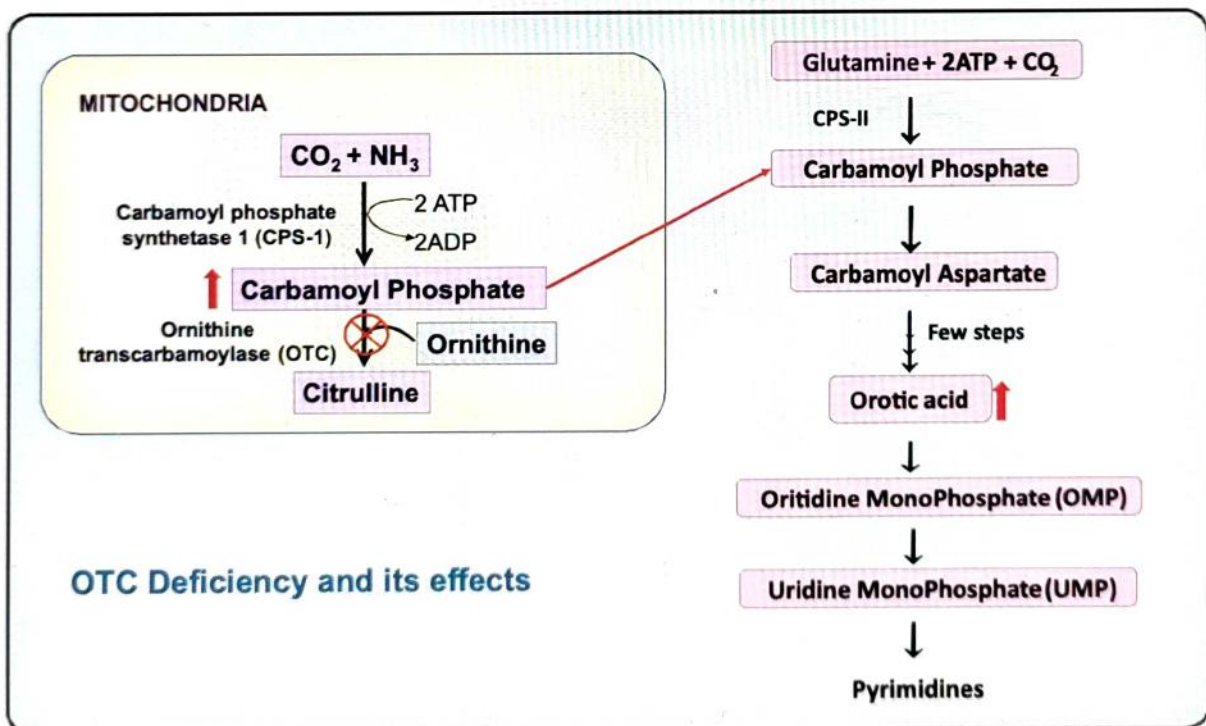 MITOCHONDRIA
CO₂ + NH₃
Carbamoyl phosphate
synthetase 1 (CPS-1)
2 ATP
2ADP
Carbamoyl Phosphate
Ornithine
transcarbamoylase (OTC)
Ornithine
Citrulline
OTC Deficiency and its effects
Glutamine + 2ATP + CO₂
CPS-II
Carbamoyl Phosphate
Carbamoyl Aspartate
Few steps
Orotic acid
Oritidine MonoPhosphate (OMP)
Uridine MonoPhosphate (UMP)
Pyrimidines